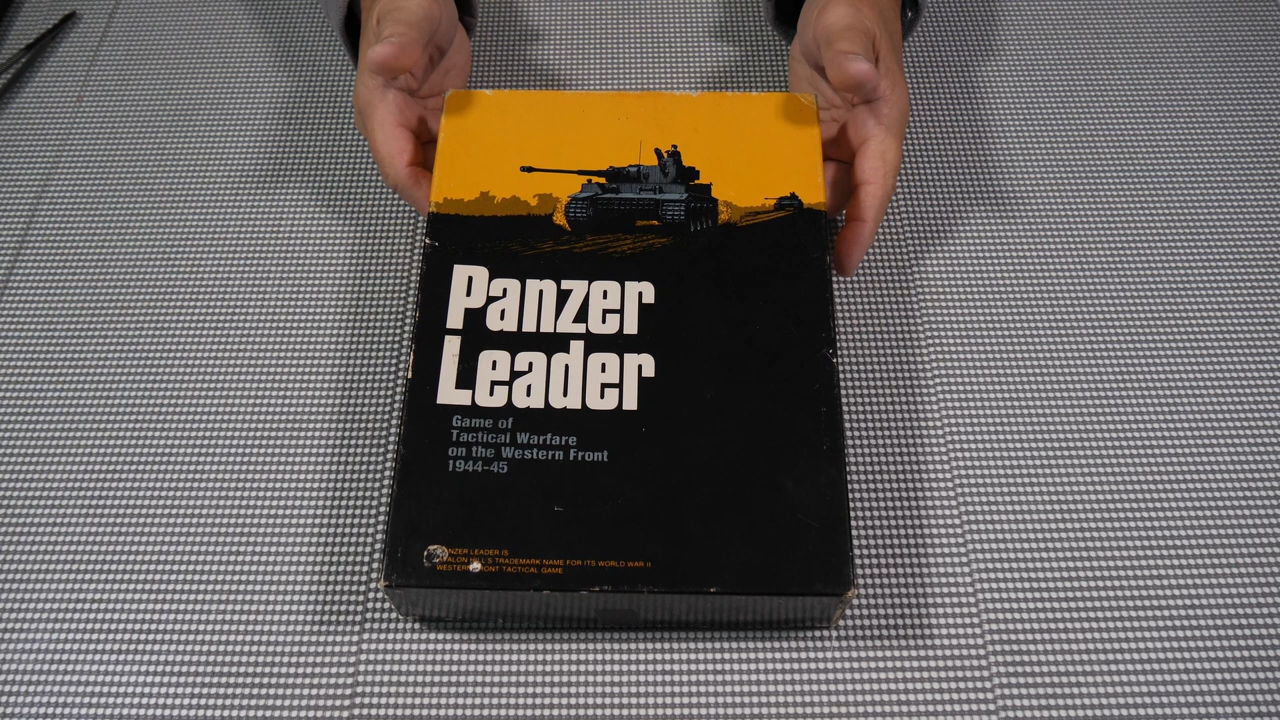 Panzer
Leader
Game of
Tactical Warfare
on the Western Front
1944-45
NZER LEADER IS
AVALON HILL'S TRADEMARK NAME FOR ITS WORLD WAR II
WESTERN FRONT TACTICAL GAME